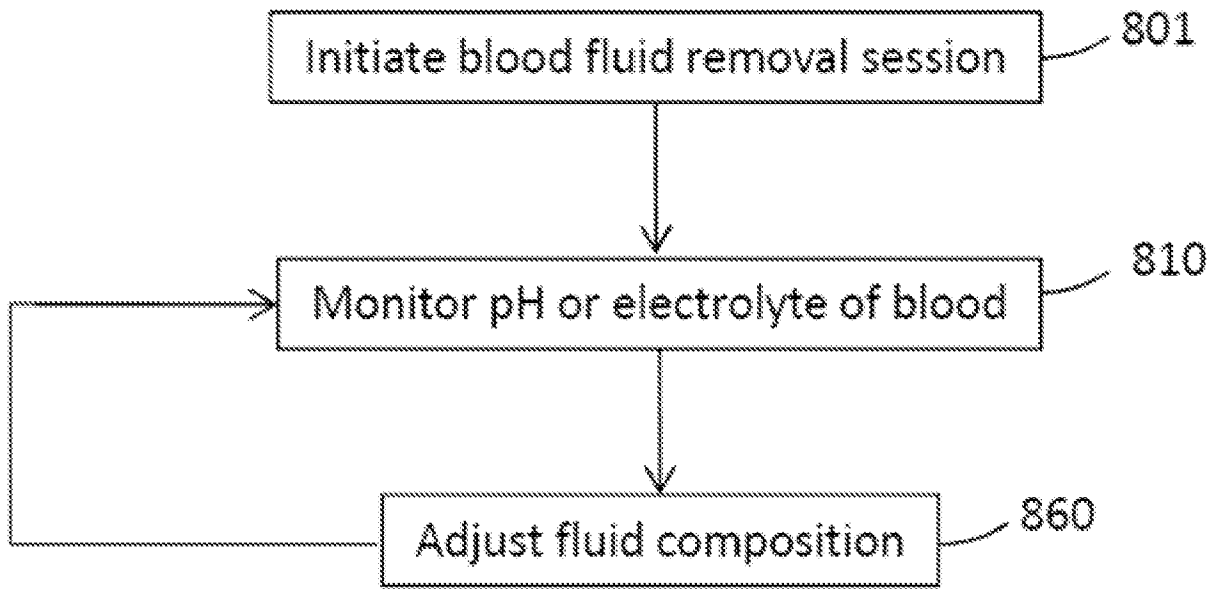 Initiate blood fluid removal session
801
Monitor pH or electrolyte of blood
810
Adjust fluid composition
860